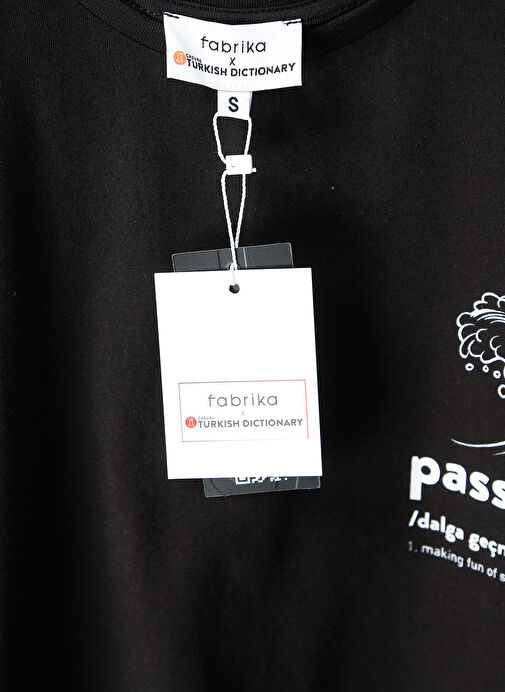 fabrika
X
CASUAL
TURKISH DICTIONARY
S
fabrika
X
CASUAL
TURKISH DICTIONARY
pass
/dalga geçm
1. making fun of s